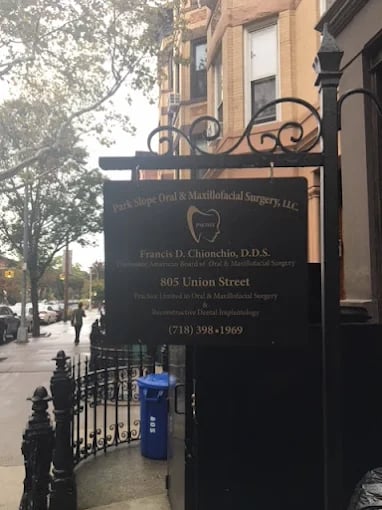 Park Slope Oral & Maxillofacial Surgery, LLC.
Francis D. Chionchio, D.D.S.
Diplomate American Board of Oral & Maxillofacial Surgery
805 Union Street
Practice Limited to Oral & Maxillofacial Surgery
&
Reconstructive Dental Implantology
(718) 398•1969
805